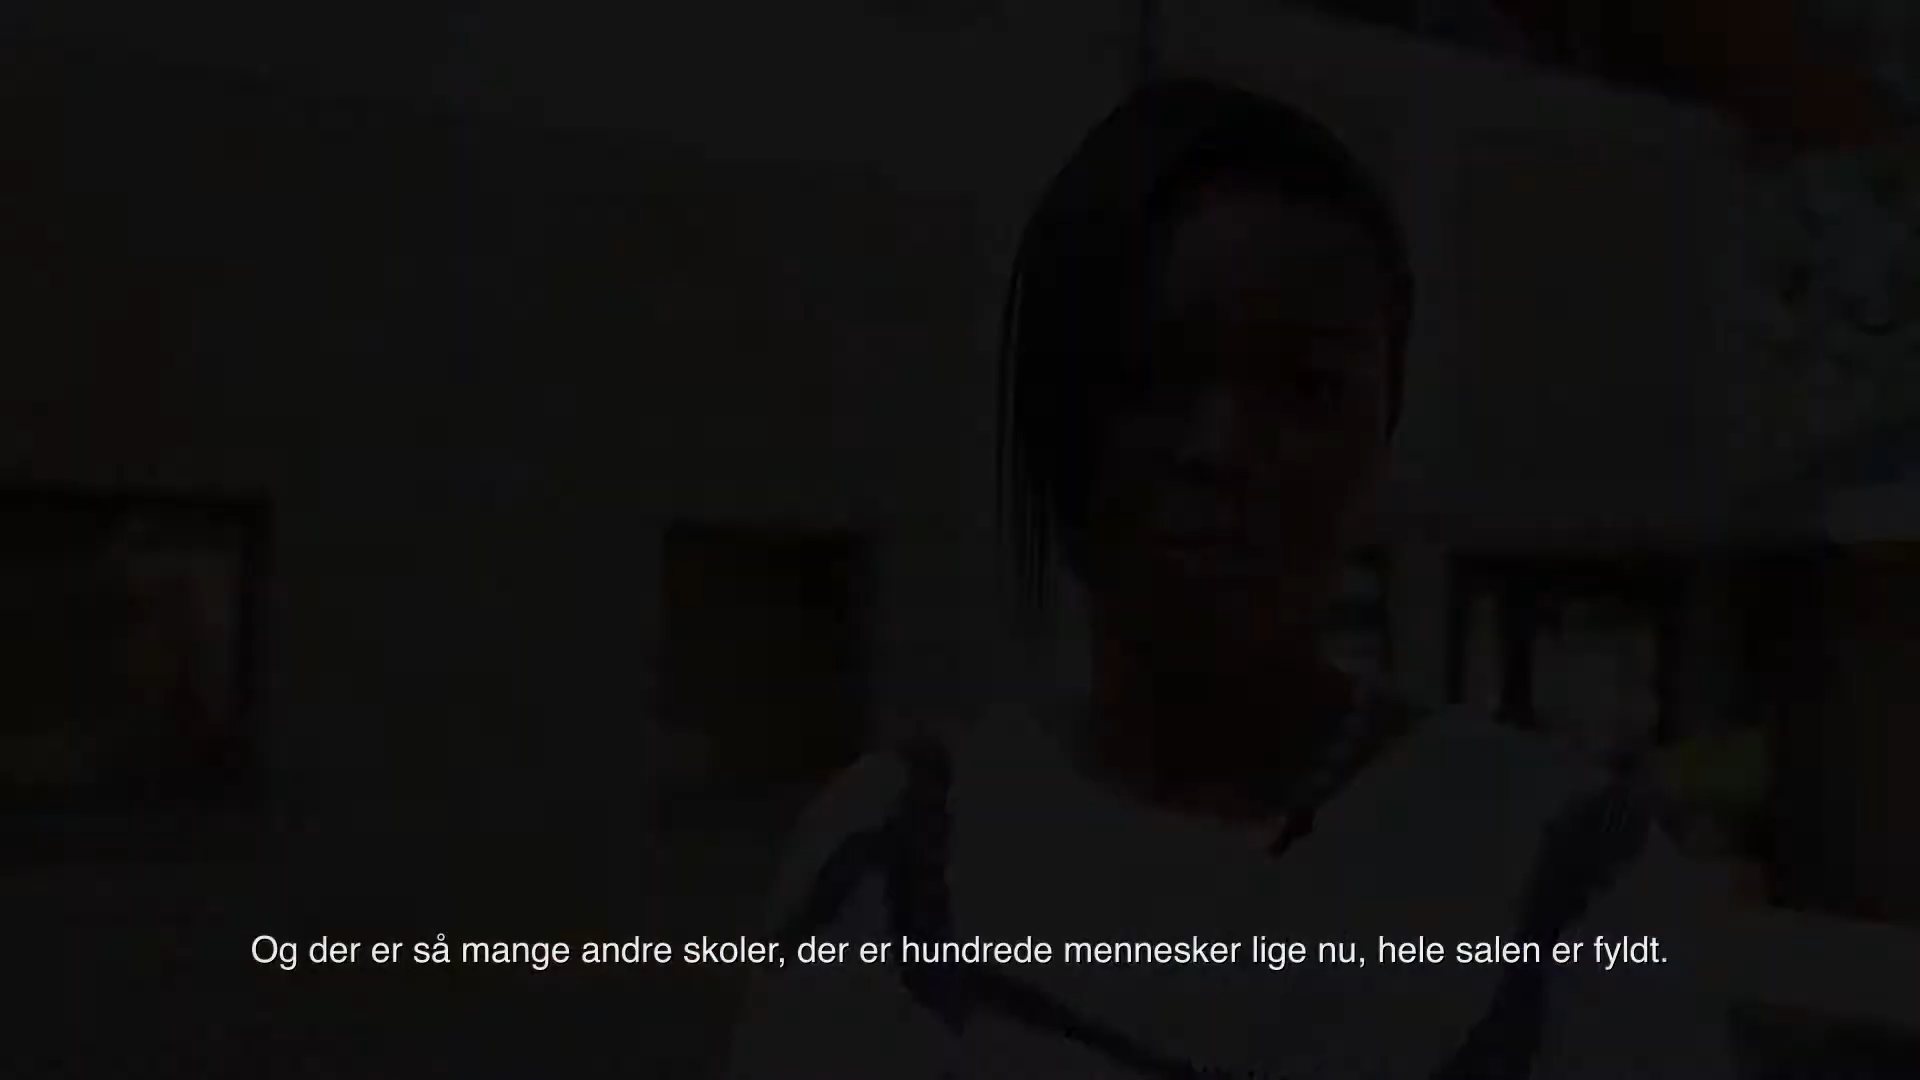 Og der er så mange andre skoler, der er hundrede mennesker lige nu, hele salen er fyldt.